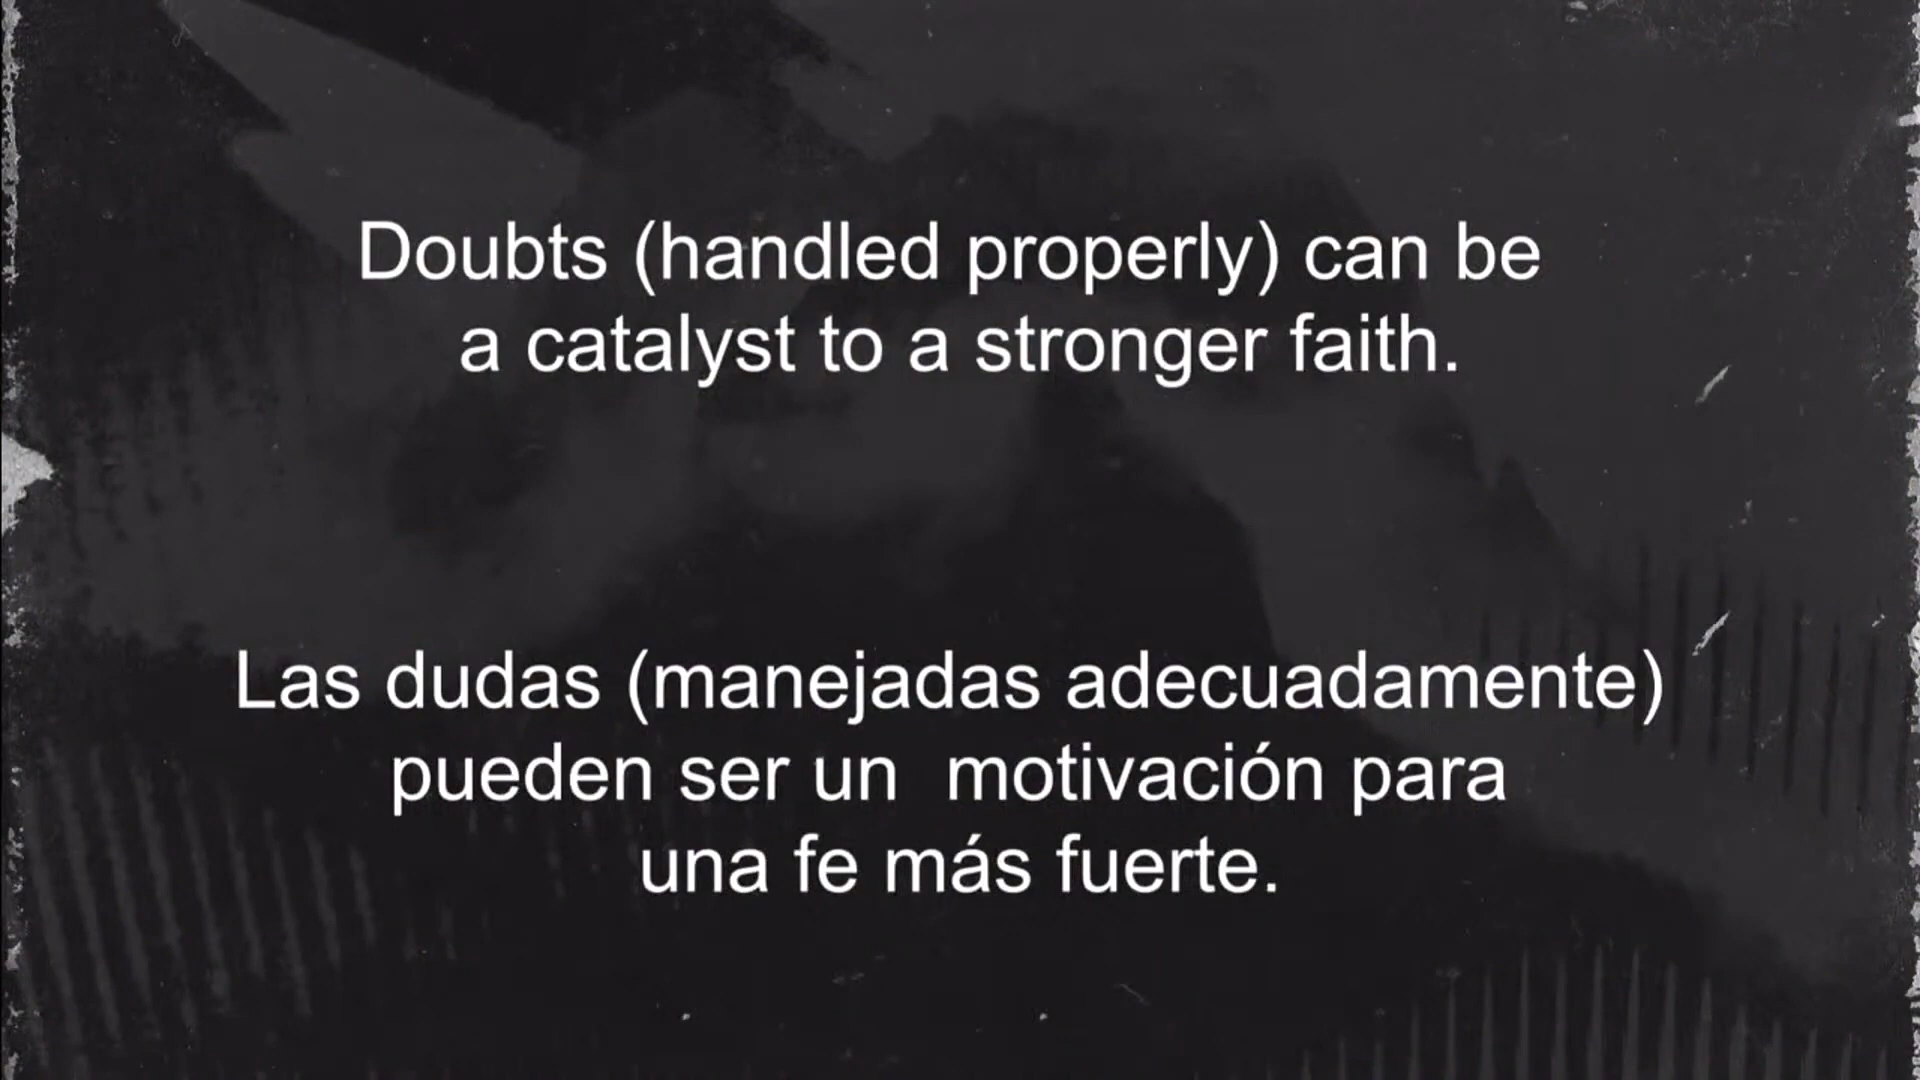 Doubts (handled properly) can be
a catalyst to a stronger faith.
Las dudas (manejadas adecuadamente)
pueden ser un  motivación para
una fe más fuerte.